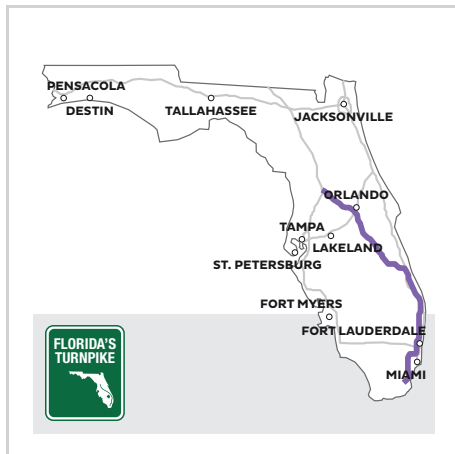 PENSACOLA
DESTIN
TALLAHASSEE
JACKSONVILLE
ORLANDO
TAMPA
LAKELAND
ST. PETERSBURG
FORT MYERS
FORT LAUDERDALE
MIAMI
FLORIDA'S
TURNPIKE